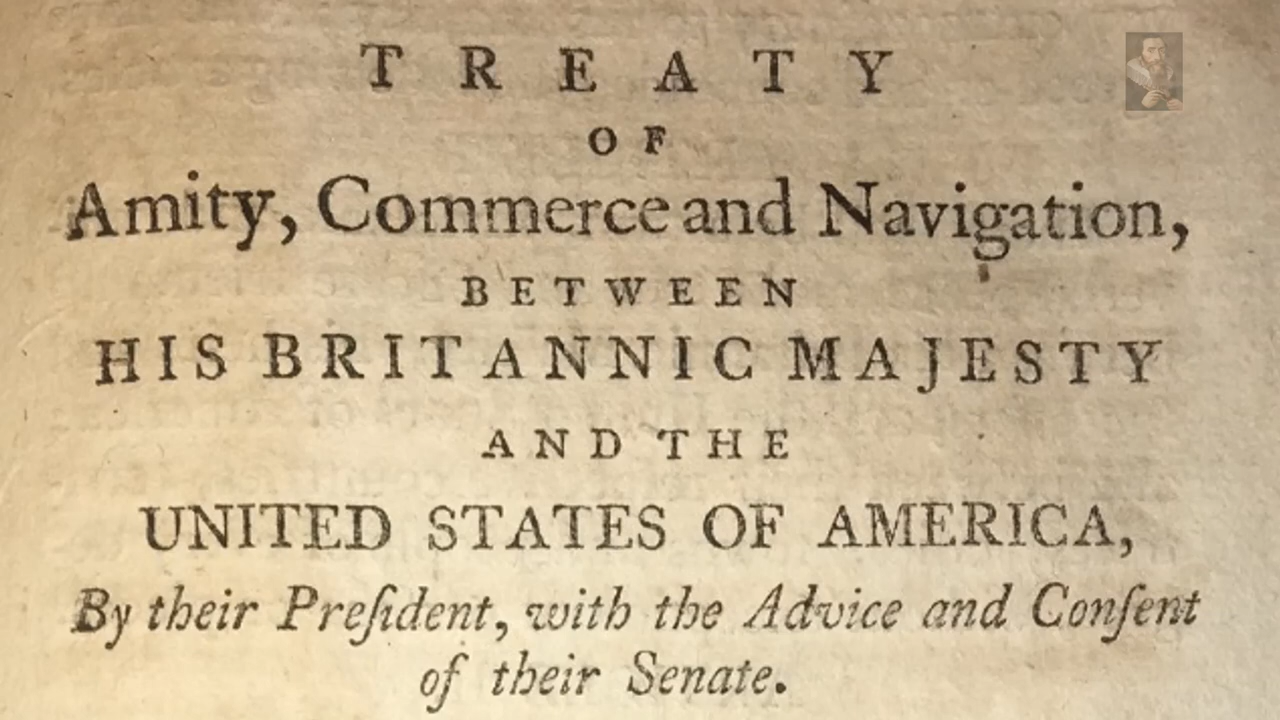 TREATY
OF
Amity, Commerce and Navigation,
BETWEEN
HIS BRITANNIC MAJESTY
AND THE
UNITED STATES OF AMERICA,
By their Preſident, with the Advice and Conſent
of their Senate.